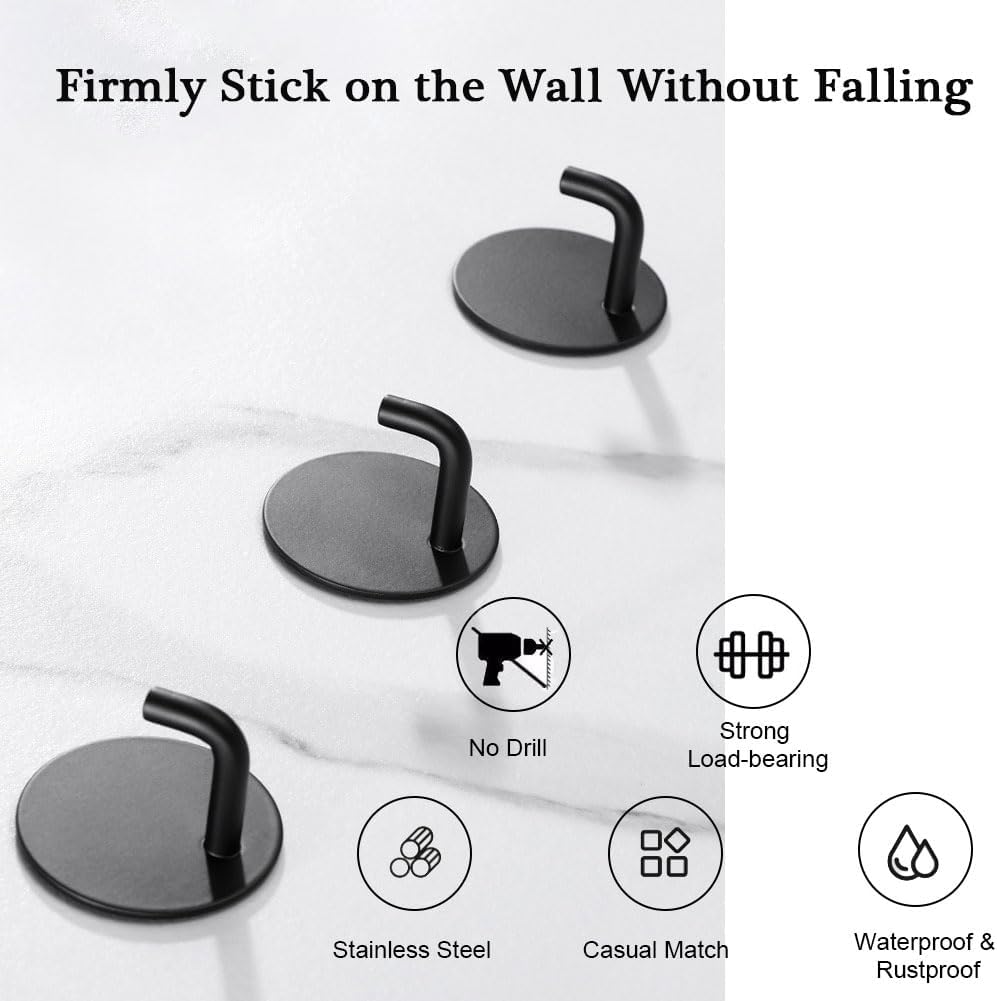 Firmly Stick on the Wall Without Falling
No Drill
Strong
Load-bearing
Stainless Steel
Casual Match
Waterproof &
Rustproof